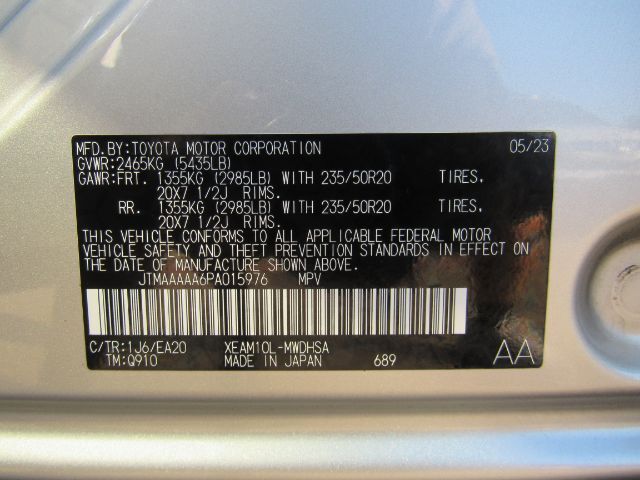 MFD.BY:TOYOTA MOTOR CORPORATION 05/23
GVWR:2465KG (5435LB)
GAWR:FRT. 1355KG (2985LB) WITH 235/50R20 TIRES.
20X7 1/2J RIMS.
RR. 1355KG (2985LB) WITH 235/50R20 TIRES.
20X7 1/2J RIMS.
THIS VEHICLE CONFORMS TO ALL APPLICABLE FEDERAL MOTOR
VEHICLE SAFETY AND THEFT PREVENTION STANDARDS IN EFFECT ON
THE DATE OF MANUFACTURE SHOWN ABOVE.
JTMAAAAA6PA015976 MPV
C/TR:1J6/EA20 XEAM10L-MWDHSA AA
TM:Q910 MADE IN JAPAN 689